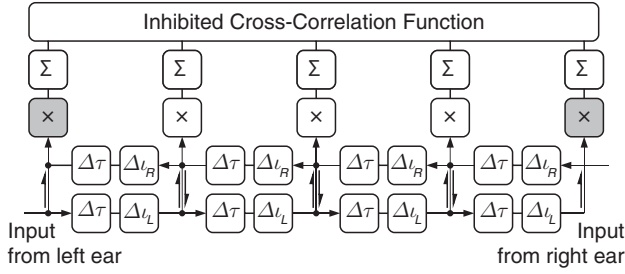 Inhibited Cross-Correlation Function
Σ Σ Σ Σ Σ
× × × × ×
Δτ Δι_R Δτ Δι_R Δτ Δι_R Δτ Δι_R
Δτ Δι_L Δτ Δι_L Δτ Δι_L Δτ Δι_L
Input
from left ear
Input
from right ear